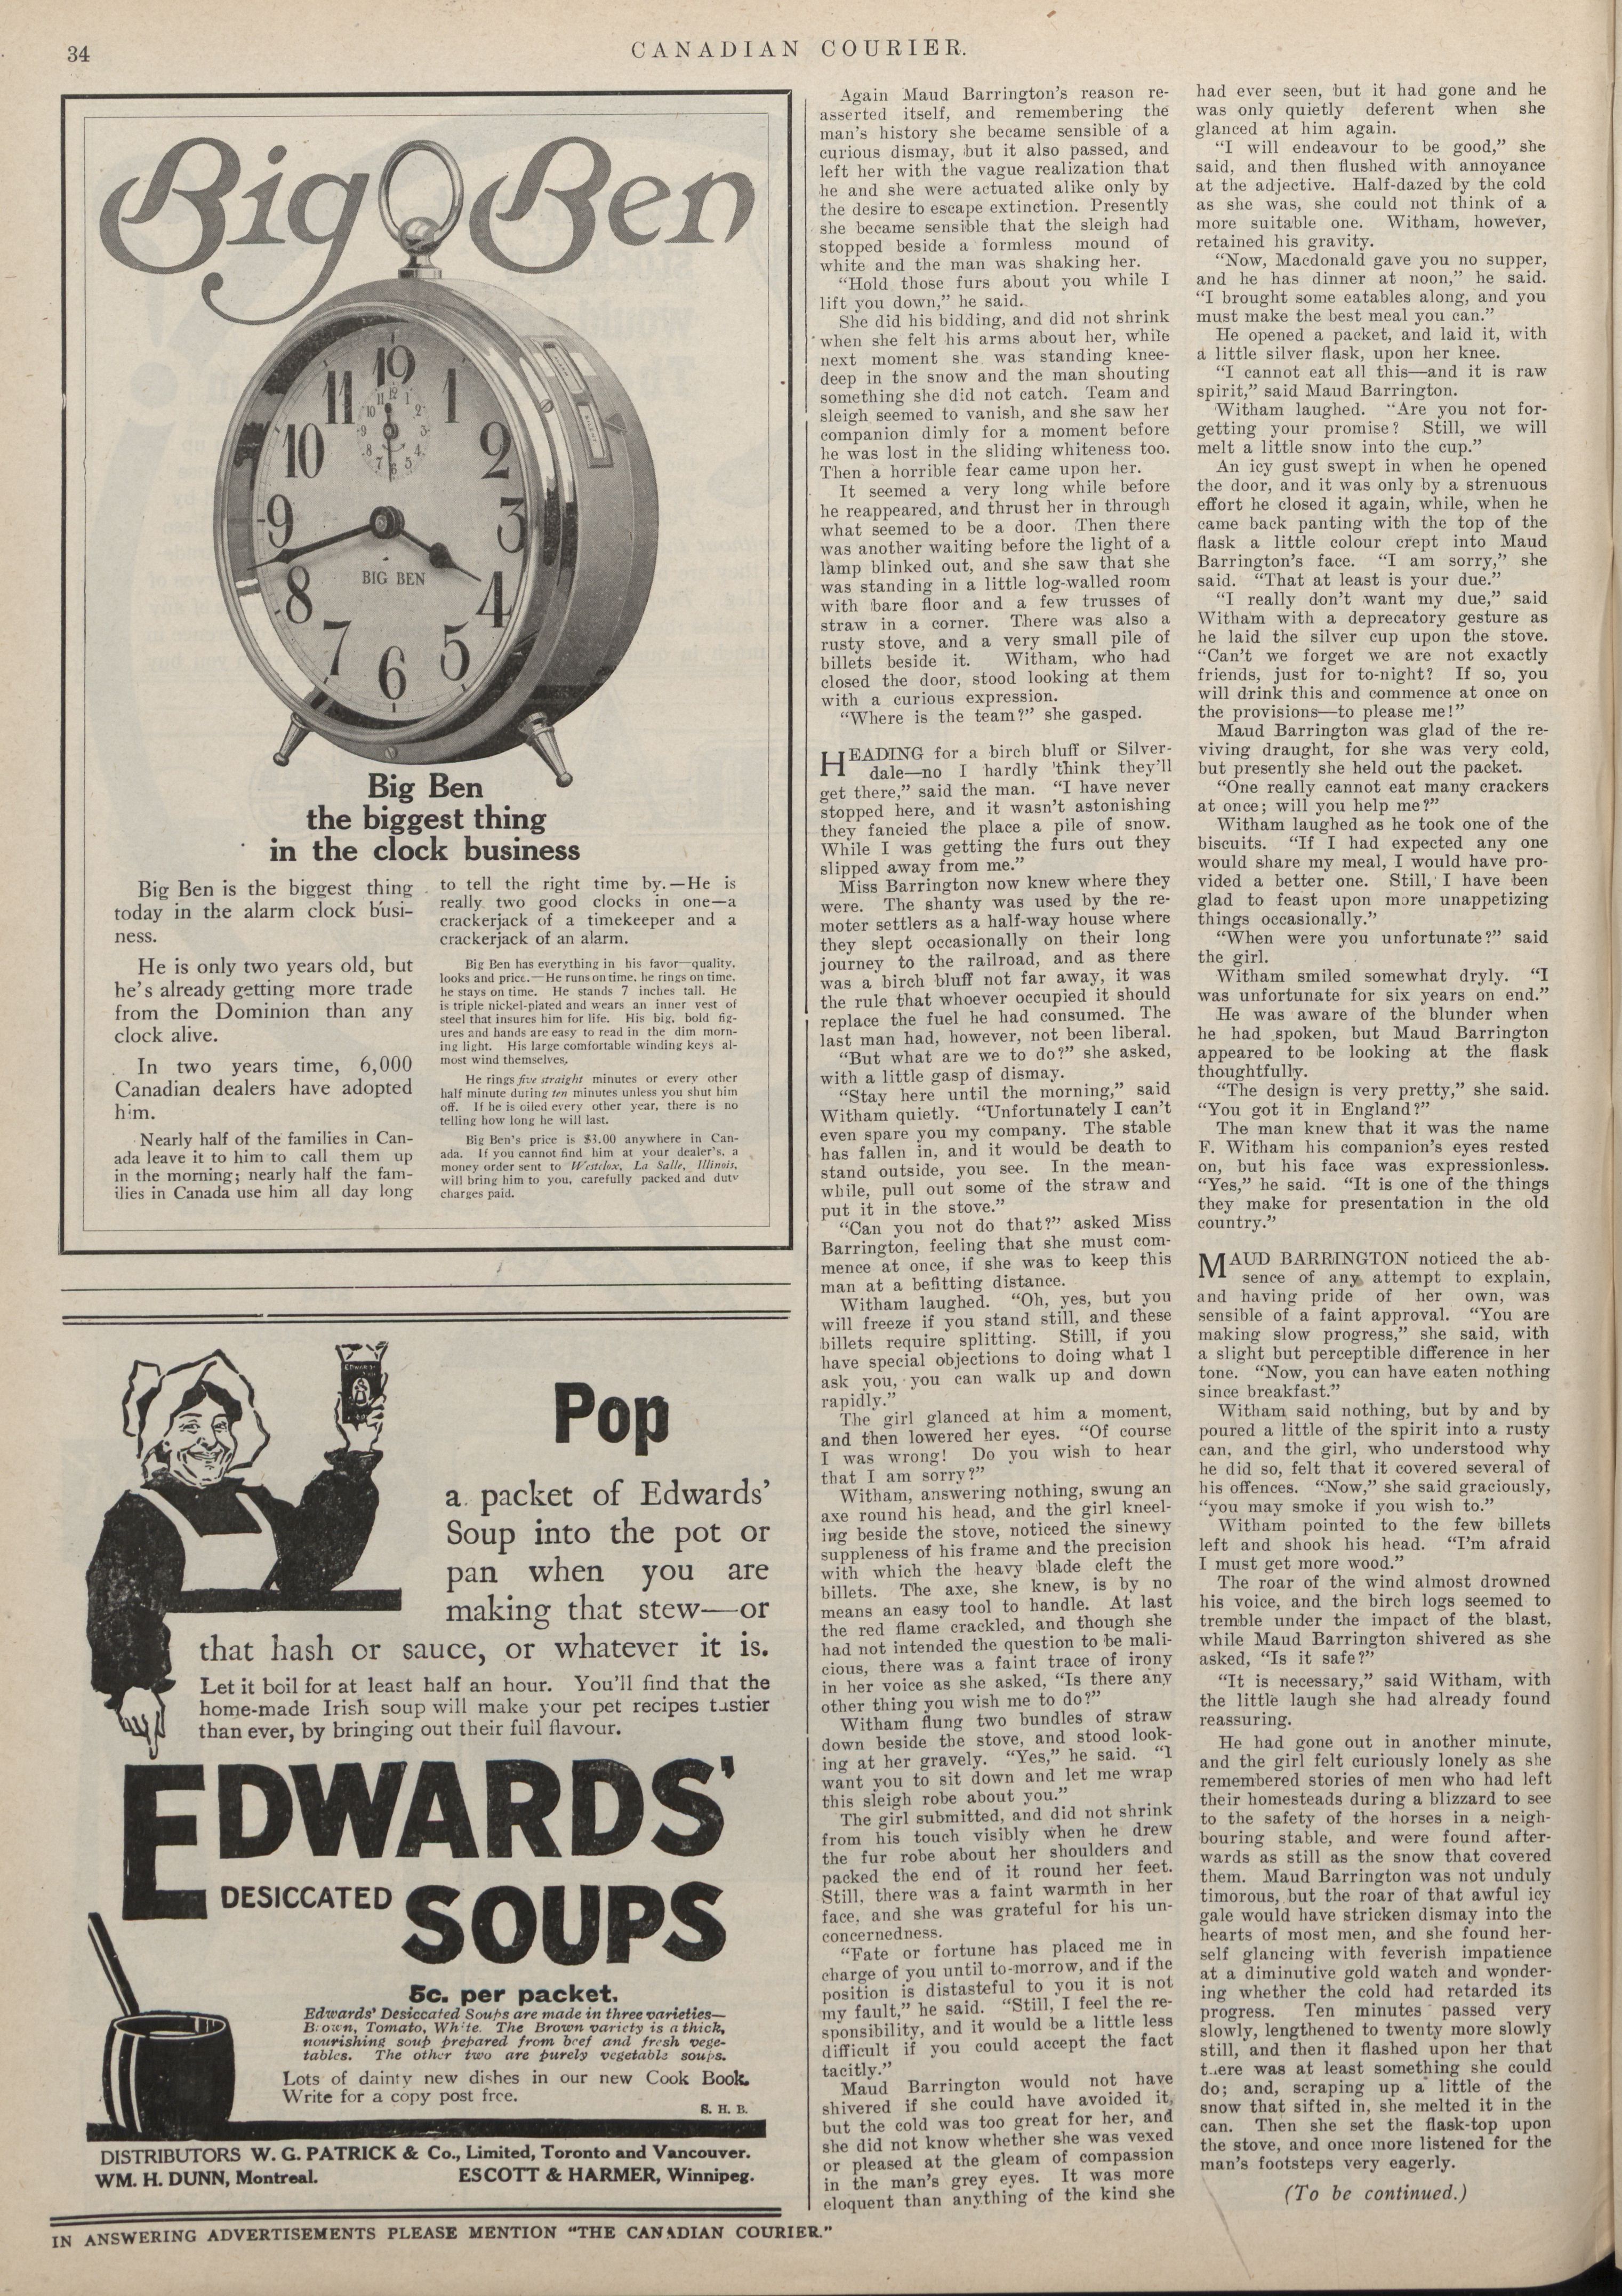 34
CANADIAN COURIER.
Big Ben
BIG BEN
Big Ben
the biggest thing
in the clock business
Big Ben is the biggest thing
today in the alarm clock busi-
ness.
He is only two years old, but
he's already getting more trade
from the Dominion than any
clock alive.
In two years time, 6,000
Canadian dealers have adopted
him.
Nearly half of the families in Can-
ada leave it to him to call them up
in the morning; nearly half the fam-
ilies in Canada use him all day long
to tell the right time by.—He is
really two good clocks in one—a
crackerjack of a timekeeper and a
crackerjack of an alarm.
Big Ben has everything in his favor—quality,
looks and price.—He runs on time, he rings on time,
he stays on time. He stands 7 inches tall. He
is triple nickel-plated and wears an inner vest of
steel that insures him for life. His big, bold fig-
ures and hands are easy to read in the dim morn-
ing light. His large comfortable winding keys al-
most wind themselves.
He rings five straight minutes or every other
half minute during ten minutes unless you shut him
off. If he is oiled every other year, there is no
telling how long he will last.
Big Ben's price is $3.00 anywhere in Can-
ada. If you cannot find him at your dealer's, a
money order sent to Westclox, La Salle, Illinois,
will bring him to you, carefully packed and duty
charges paid.
Pop
a packet of Edwards'
Soup into the pot or
pan when you are
making that stew—or
that hash or sauce, or whatever it is.
Let it boil for at least half an hour. You'll find that the
home-made Irish soup will make your pet recipes tastier
than ever, by bringing out their full flavour.
EDWARDS'
DESICCATED SOUPS
5c. per packet.
Edwards' Desiccated Soups are made in three varieties—
Brown, Tomato, White. The Brown variety is a thick,
nourishing soup prepared from beef and fresh vege-
tables. The other two are purely vegetable soups.
Lots of dainty new dishes in our new Cook Book.
Write for a copy post free.
S. H. B.
DISTRIBUTORS W. G. PATRICK & Co., Limited, Toronto and Vancouver.
WM. H. DUNN, Montreal. ESCOTT & HARMER, Winnipeg.
IN ANSWERING ADVERTISEMENTS PLEASE MENTION "THE CANADIAN COURIER."
Again Maud Barrington's reason re-
asserted itself, and remembering the
man's history she became sensible of a
curious dismay, but it also passed, and
left her with the vague realization that
he and she were actuated alike only by
the desire to escape extinction. Presently
she became sensible that the sleigh had
stopped beside a formless mound of
white and the man was shaking her.
"Hold those furs about you while I
lift you down," he said.
She did his bidding, and did not shrink
when she felt his arms about her, while
next moment she was standing knee-
deep in the snow and the man shouting
something she did not catch. Team and
sleigh seemed to vanish, and she saw her
companion dimly for a moment before
he was lost in the sliding whiteness too.
Then a horrible fear came upon her.
It seemed a very long while before
he reappeared, and thrust her in through
what seemed to be a door. Then there
was another waiting before the light of a
lamp blinked out, and she saw that she
was standing in a little log-walled room
with bare floor and a few trusses of
straw in a corner. There was also a
rusty stove, and a very small pile of
billets beside it. Witham, who had
closed the door, stood looking at them
with a curious expression.
"Where is the team?" she gasped.
HEADING for a birch bluff or Silver-
dale—no I hardly 'think they'll
get there," said the man. "I have never
stopped here, and it wasn't astonishing
they fancied the place a pile of snow.
While I was getting the furs out they
slipped away from me."
Miss Barrington now knew where they
were. The shanty was used by the re-
moter settlers as a half-way house where
they slept occasionally on their long
journey to the railroad, and as there
was a birch bluff not far away, it was
the rule that whoever occupied it should
replace the fuel he had consumed. The
last man had, however, not been liberal.
"But what are we to do?" she asked,
with a little gasp of dismay.
"Stay here until the morning," said
Witham quietly. "Unfortunately I can't
even spare you my company. The stable
has fallen in, and it would be death to
stand outside, you see. In the mean-
while, pull out some of the straw and
put it in the stove."
"Can you not do that?" asked Miss
Barrington, feeling that she must com-
mence at once, if she was to keep this
man at a befitting distance.
Witham laughed. "Oh, yes, but you
will freeze if you stand still, and these
billets require splitting. Still, if you
have special objections to doing what I
ask you, you can walk up and down
rapidly."
The girl glanced at him a moment,
and then lowered her eyes. "Of course
I was wrong! Do you wish to hear
that I am sorry?"
Witham, answering nothing, swung an
axe round his head, and the girl kneel-
ing beside the stove, noticed the sinewy
suppleness of his frame and the precision
with which the heavy blade cleft the
billets. The axe, she knew, is by no
means an easy tool to handle. At last
the red flame crackled, and though she
had not intended the question to be mali-
cious, there was a faint trace of irony
in her voice as she asked, "Is there any
other thing you wish me to do?"
Witham flung two bundles of straw
down beside the stove, and stood look-
ing at her gravely. "Yes," he said. "I
want you to sit down and let me wrap
this sleigh robe about you."
The girl submitted, and did not shrink
from his touch visibly when he drew
the fur robe about her shoulders and
packed the end of it round her feet.
Still, there was a faint warmth in her
face, and she was grateful for his un-
concernedness.
"Fate or fortune has placed me in
charge of you until to-morrow, and if the
position is distasteful to you it is not
my fault," he said. "Still, I feel the re-
sponsibility, and it would be a little less
difficult if you could accept the fact
tacitly."
Maud Barrington would not have
shivered if she could have avoided it,
but the cold was too great for her, and
she did not know whether she was vexed
or pleased at the gleam of compassion
in the man's grey eyes. It was more
eloquent than anything of the kind she
had ever seen, but it had gone and he
was only quietly deferent when she
glanced at him again.
"I will endeavour to be good," she
said, and then flushed with annoyance
at the adjective. Half-dazed by the cold
as she was, she could not think of a
more suitable one. Witham, however,
retained his gravity.
"Now, Macdonald gave you no supper,
and he has dinner at noon," he said.
"I brought some eatables along, and you
must make the best meal you can."
He opened a packet, and laid it, with
a little silver flask, upon her knee.
"I cannot eat all this—and it is raw
spirit," said Maud Barrington.
Witham laughed. "Are you not for-
getting your promise? Still, we will
melt a little snow into the cup."
An icy gust swept in when he opened
the door, and it was only by a strenuous
effort he closed it again, while, when he
came back panting with the top of the
flask a little colour crept into Maud
Barrington's face. "I am sorry," she
said. "That at least is your due."
"I really don't want my due," said
Witham with a deprecatory gesture as
he laid the silver cup upon the stove.
"Can't we forget we are not exactly
friends, just for to-night? If so, you
will drink this and commence at once on
the provisions—to please me!"
Maud Barrington was glad of the re-
viving draught, for she was very cold,
but presently she held out the packet.
"One really cannot eat many crackers
at once; will you help me?"
Witham laughed as he took one of the
biscuits. "If I had expected any one
would share my meal, I would have pro-
vided a better one. Still, I have been
glad to feast upon more unappetizing
things occasionally."
"When were you unfortunate?" said
the girl.
Witham smiled somewhat dryly. "I
was unfortunate for six years on end."
He was aware of the blunder when
he had spoken, but Maud Barrington
appeared to be looking at the flask
thoughtfully.
"The design is very pretty," she said.
"You got it in England?"
The man knew that it was the name
F. Witham his companion's eyes rested
on, but his face was expressionless.
"Yes," he said. "It is one of the things
they make for presentation in the old
country."
MAUD BARRINGTON noticed the ab-
sence of any attempt to explain,
and having pride of her own, was
sensible of a faint approval. "You are
making slow progress," she said, with
a slight but perceptible difference in her
tone. "Now, you can have eaten nothing
since breakfast."
Witham said nothing, but by and by
poured a little of the spirit into a rusty
can, and the girl, who understood why
he did so, felt that it covered several of
his offences. "Now," she said graciously,
"you may smoke if you wish to."
Witham pointed to the few billets
left and shook his head. "I'm afraid
I must get more wood."
The roar of the wind almost drowned
his voice, and the birch logs seemed to
tremble under the impact of the blast,
while Maud Barrington shivered as she
asked, "Is it safe?"
"It is necessary," said Witham, with
the little laugh she had already found
reassuring.
He had gone out in another minute,
and the girl felt curiously lonely as she
remembered stories of men who had left
their homesteads during a blizzard to see
to the safety of the horses in a neigh-
bouring stable, and were found after-
wards as still as the snow that covered
them. Maud Barrington was not unduly
timorous, but the roar of that awful icy
gale would have stricken dismay into the
hearts of most men, and she found her-
self glancing with feverish impatience
at a diminutive gold watch and wonder-
ing whether the cold had retarded its
progress. Ten minutes passed very
slowly, lengthened to twenty more slowly
still, and then it flashed upon her that
there was at least something she could
do; and, scraping up a little of the
snow that sifted in, she melted it in the
can. Then she set the flask-top upon
the stove, and once more listened for the
man's footsteps very eagerly.
(To be continued.)